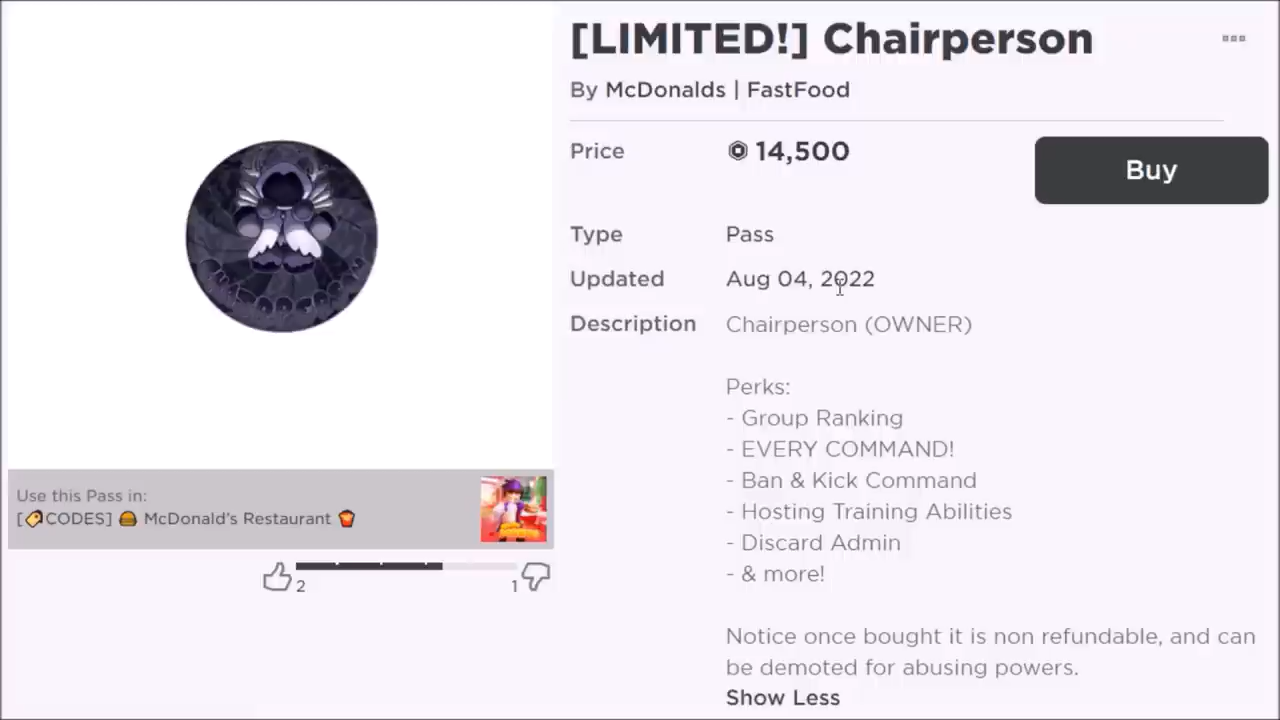 [LIMITED!] Chairperson
By McDonalds | FastFood
Price 14,500
Buy
Type Pass
Updated Aug 04, 2022
Description Chairperson (OWNER)
Perks:
- Group Ranking
- EVERY COMMAND!
- Ban & Kick Command
- Hosting Training Abilities
- Discard Admin
- & more!
Notice once bought it is non refundable, and can
be demoted for abusing powers.
Show Less
Use this Pass in:
[🏷️CODES] 🍔 McDonald's Restaurant 🍟
2
1